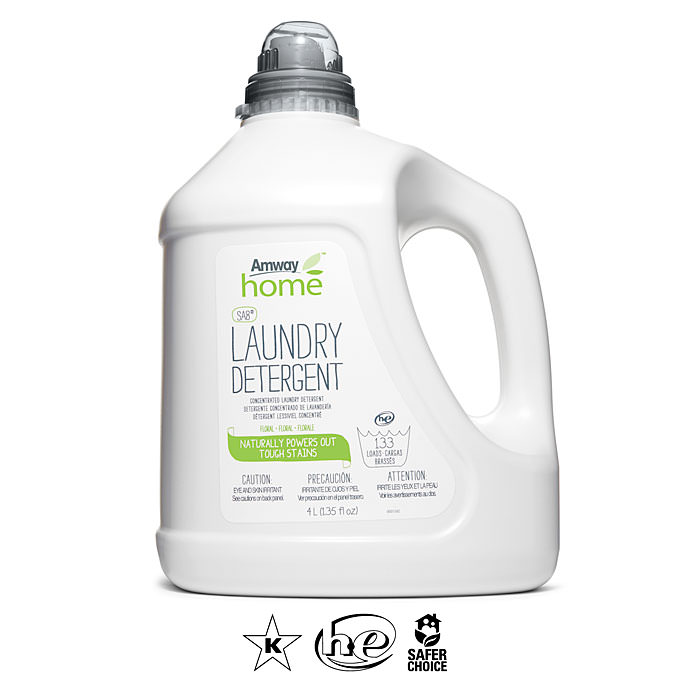 Amway
home™
SA8®
LAUNDRY
DETERGENT
CONCENTRATED LAUNDRY DETERGENT
DETERGENTE CONCENTRADO DE LAVANDERÍA
DÉTERGENT LESSIVIEL CONCENTRÉ
FLORAL • FLORAL • FLORALE
NATURALLY POWERS OUT
TOUGH STAINS
he
133
LOADS•CARGAS
BRASSÉES
CAUTION:
EYE AND SKIN IRRITANT
See cautions on back panel.
PRECAUCIÓN:
IRRITANTE DE OJOS Y PIEL
Ver precaución en el panel trasero
ATTENTION:
IRRITE LES YEUX ET LA PEAU
Voir les avertissements au dos.
4 L (135 fl oz)
K
he
SAFER
CHOICE